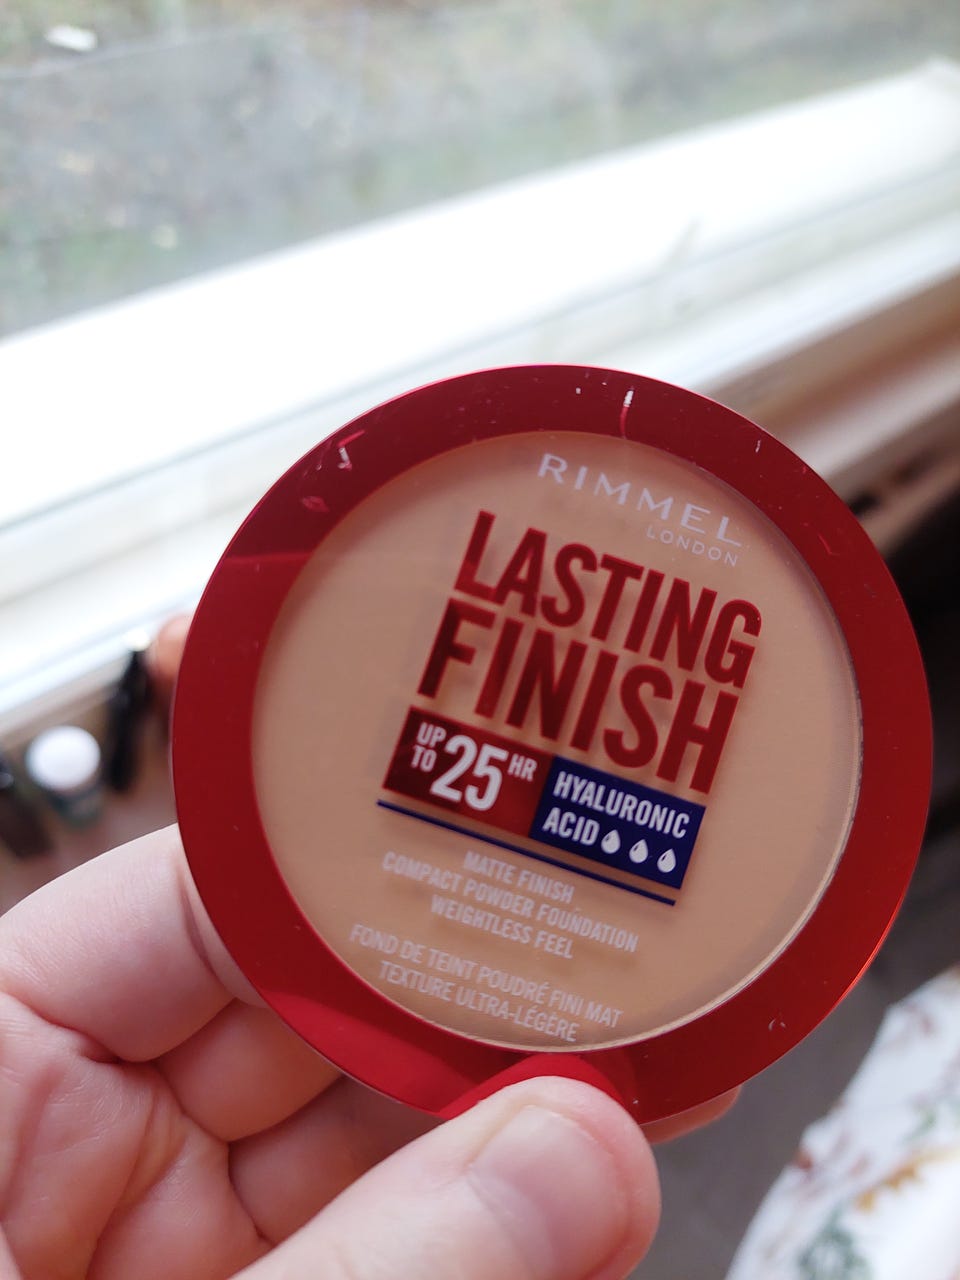 RIMMEL
LONDON
LASTING
FINISH
UP
TO 25 HR
HYALURONIC
ACID
MATTE FINISH
COMPACT POWDER FOUNDATION
WEIGHTLESS FEEL
FOND DE TEINT POUDRÉ FINI MAT
TEXTURE ULTRA-LÉGÈRE